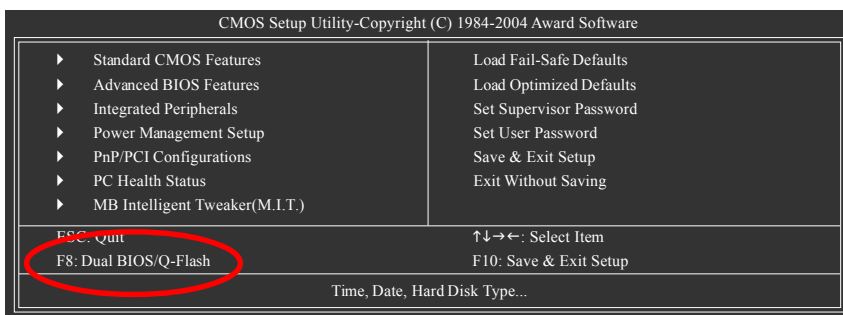 CMOS Setup Utility-Copyright (C) 1984-2004 Award Software
Standard CMOS Features
Advanced BIOS Features
Integrated Peripherals
Power Management Setup
PnP/PCI Configurations
PC Health Status
MB Intelligent Tweaker(M.I.T.)
Load Fail-Safe Defaults
Load Optimized Defaults
Set Supervisor Password
Set User Password
Save & Exit Setup
Exit Without Saving
ESC: Quit
↑↓→←: Select Item
F8: Dual BIOS/Q-Flash
F10: Save & Exit Setup
Time, Date, Hard Disk Type...